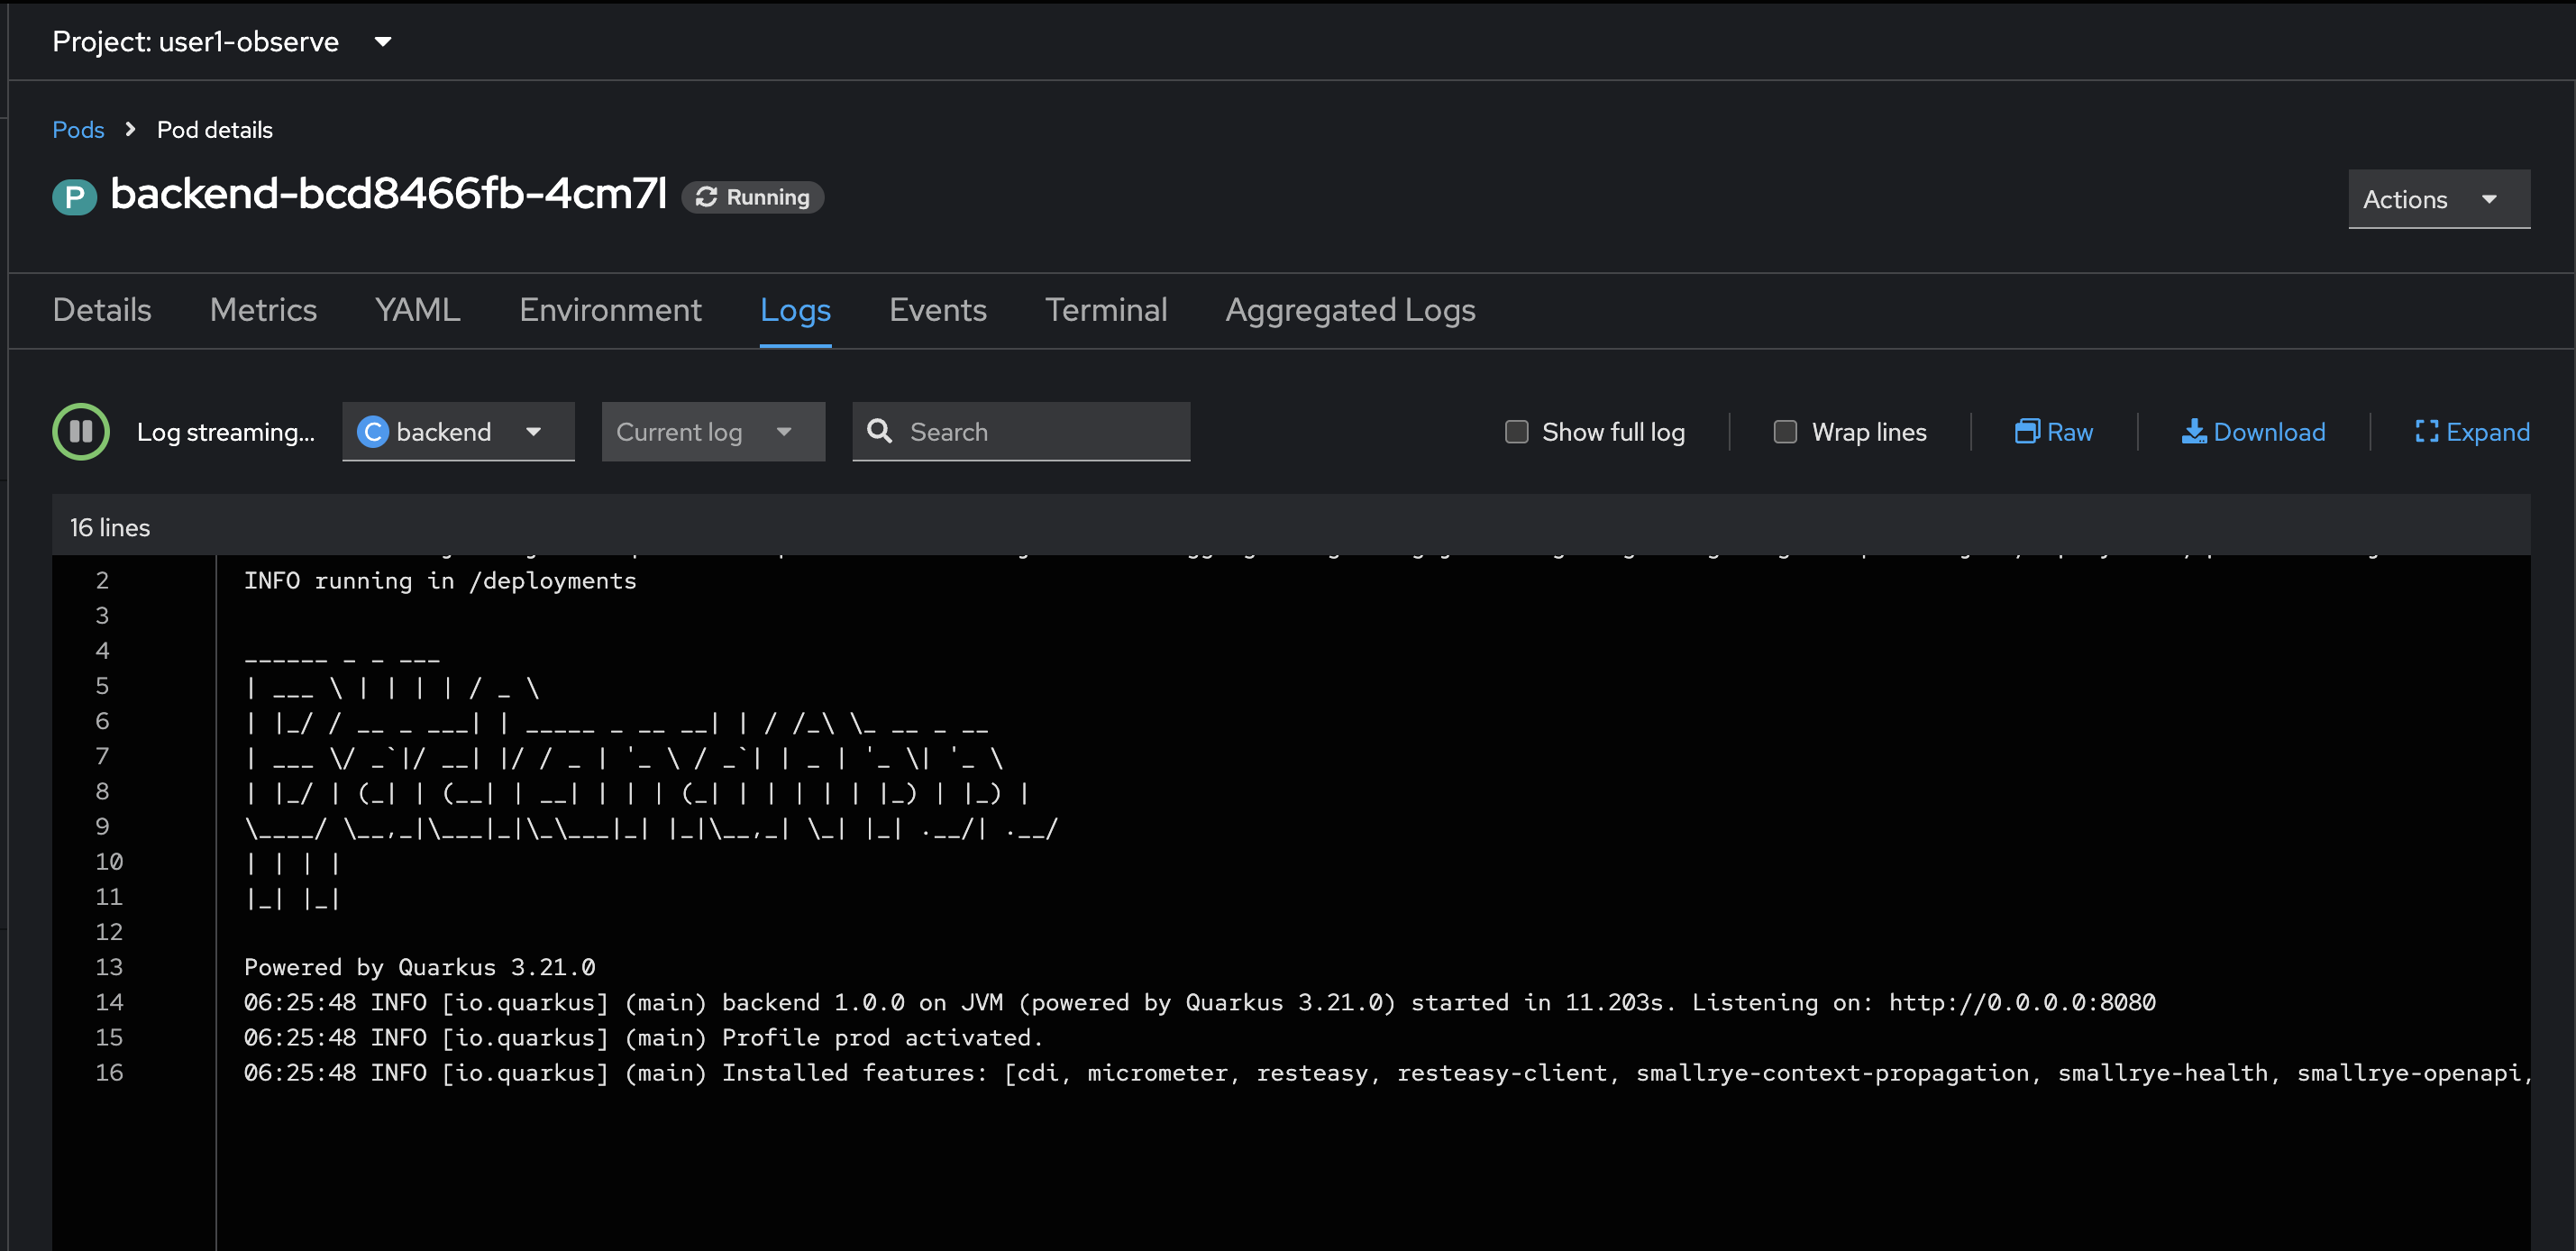 Project: user1-observe
Pods > Pod details
P backend-bcd8466fb-4cm7l Running
Actions
Details Metrics YAML Environment Logs Events Terminal Aggregated Logs
Log streaming... C backend Current log Search Show full log Wrap lines Raw Download Expand
16 lines
2 INFO running in /deployments
3
4 ______ _ _ ___
5 | ___ \ | | | | / _ \
6 | |_/ / __ _ ___| | _____ _ __ __| | / /_\ \_ __ _ __
7 | ___ \/ _`|/ __| |/ / _ | '_ \ / _`| | _ | '_ \| '_ \
8 | |_/ | (_| | (__| | __| | | | (_| | | | | | |_) | |_) |
9 \____/ \__,_|\___|_|\_\___|_| |_|\__,_| \_| |_| .__/| .__/
10 | | | |
11 |_| |_|
12
13 Powered by Quarkus 3.21.0
14 06:25:48 INFO [io.quarkus] (main) backend 1.0.0 on JVM (powered by Quarkus 3.21.0) started in 11.203s. Listening on: http://0.0.0.0:8080
15 06:25:48 INFO [io.quarkus] (main) Profile prod activated.
16 06:25:48 INFO [io.quarkus] (main) Installed features: [cdi, micrometer, resteasy, resteasy-client, smallrye-context-propagation, smallrye-health, smallrye-openapi,